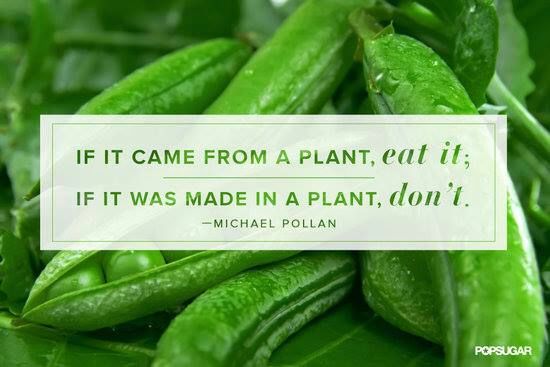 IF IT CAME FROM A PLANT, eat it;
IF IT WAS MADE IN A PLANT, don't.
—MICHAEL POLLAN
POPSUGAR